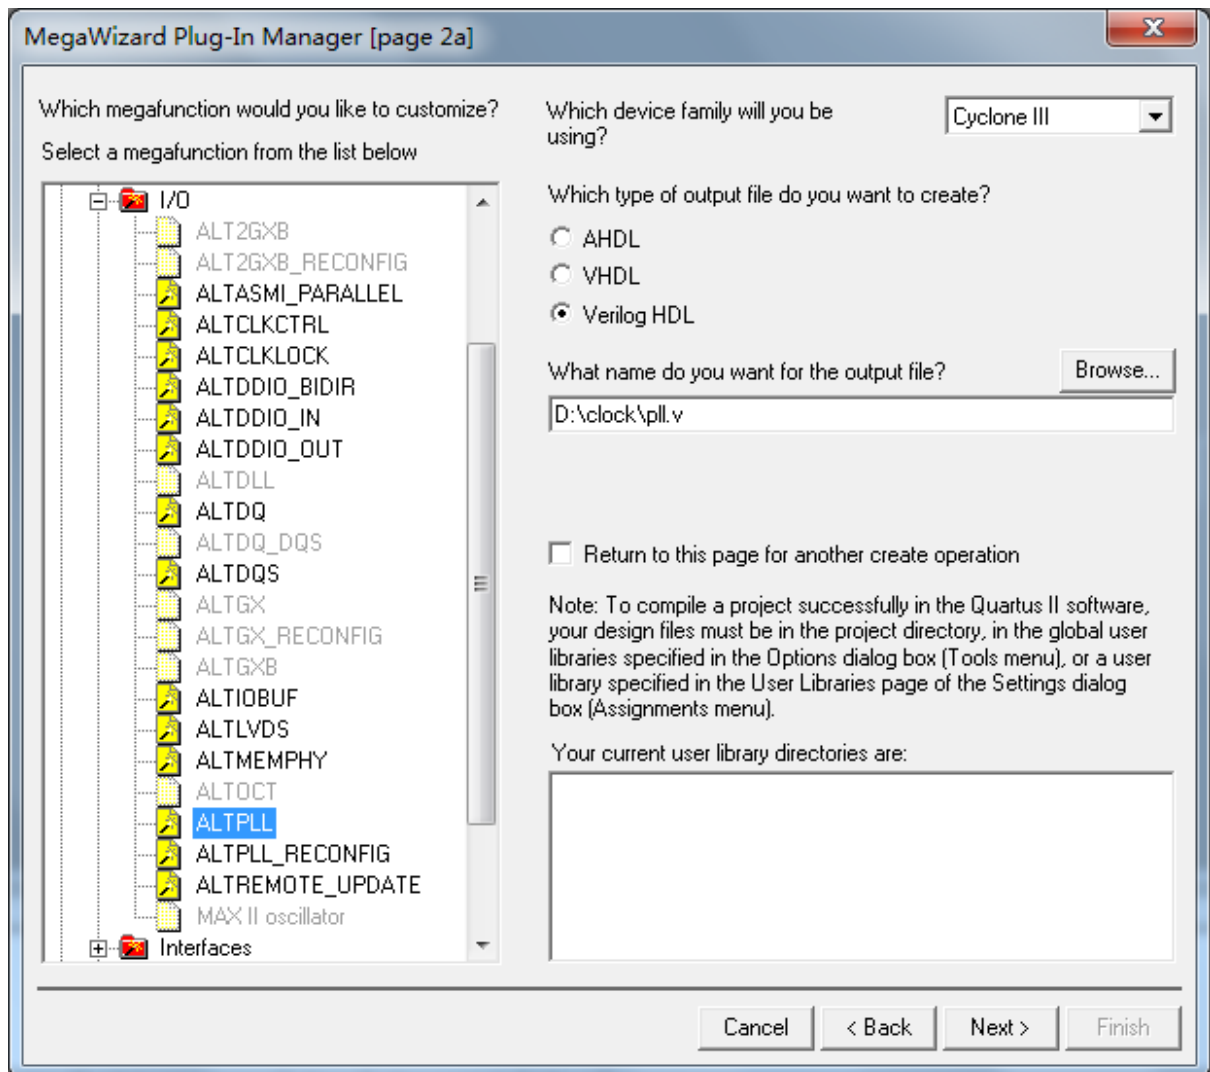 MegaWizard Plug-In Manager [page 2a]
Which megafunction would you like to customize?
Select a megafunction from the list below
I/O
ALT2GXB
ALT2GXB_RECONFIG
ALTASMI_PARALLEL
ALTCLKCTRL
ALTCLKLOCK
ALTDDIO_BIDIR
ALTDDIO_IN
ALTDDIO_OUT
ALTDLL
ALTDQ
ALTDQ_DQS
ALTDQS
ALTGX
ALTGX_RECONFIG
ALTGXB
ALTIOBUF
ALTLVDS
ALTMEMPHY
ALTOCT
ALTPLL
ALTPLL_RECONFIG
ALTREMOTE_UPDATE
MAX II oscillator
Interfaces
Which device family will you be
using?
Cyclone III
Which type of output file do you want to create?
AHDL
VHDL
Verilog HDL
What name do you want for the output file?
Browse...
D:\clock\pll.v
Return to this page for another create operation
Note: To compile a project successfully in the Quartus II software,
your design files must be in the project directory, in the global user
libraries specified in the Options dialog box (Tools menu), or a user
library specified in the User Libraries page of the Settings dialog
box (Assignments menu).
Your current user library directories are:
Cancel
< Back
Next >
Finish